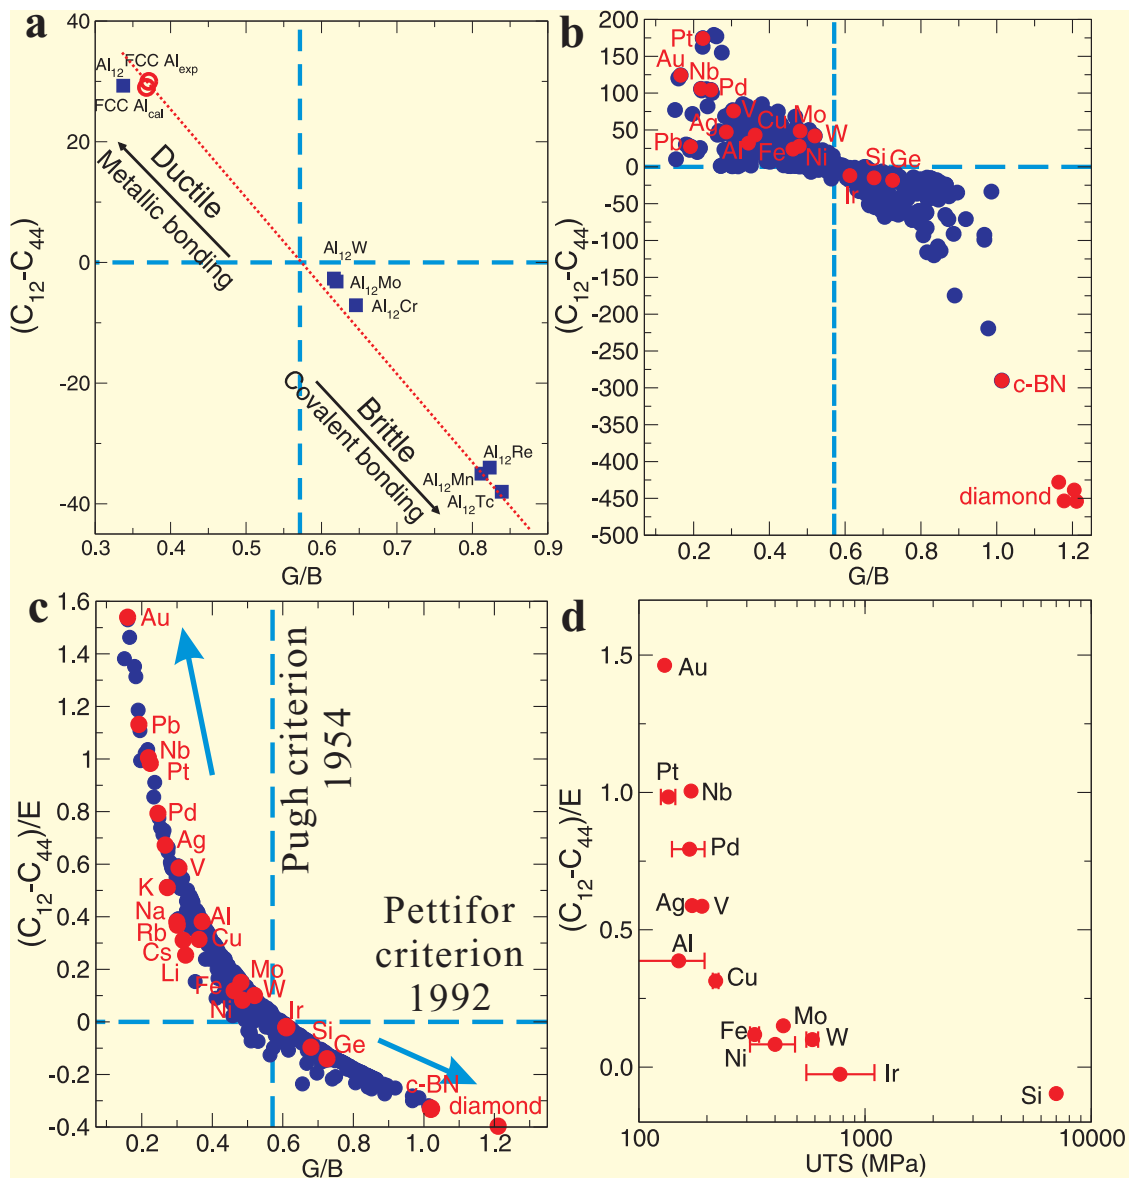 a
40
20
0
-20
-40
(C12-C44)
0.3 0.4 0.5 0.6 0.7 0.8 0.9
G/B
Al12
FCC Alexp
FCC Alcal
Ductile
Metallic bonding
Al12W
Al12Mo
Al12Cr
Brittle
Covalent bonding
Al12Re
Al12Mn
Al12Tc
b
200
150
100
50
0
-50
-100
-150
-200
-250
-300
-350
-400
-450
-500
(C12-C44)
0.2 0.4 0.6 0.8 1.0 1.2
G/B
Pt
Au
Nb
Pd
V
Ag
Cu
Mo
W
Pb
Al
Fe
Ni
Si
Ge
Ir
c-BN
diamond
c
1.6
1.4
1.2
1
0.8
0.6
0.4
0.2
0
-0.2
-0.4
(C12-C44)/E
0.2 0.4 0.6 0.8 1.0 1.2
G/B
Au
Pb
Nb
Pt
Pd
Ag
V
K
Na
Al
Rb
Cu
Cs
Li
Mo
Fe
W
Ni
Ir
Si
Ge
c-BN
diamond
Pugh criterion
1954
Pettifor
criterion
1992
d
1.5
1.0
0.5
0.0
(C12-C44)/E
100 1000 10000
UTS (MPa)
Au
Pt
Nb
Pd
Ag
V
Al
Cu
Mo
Fe
W
Ni
Ir
Si